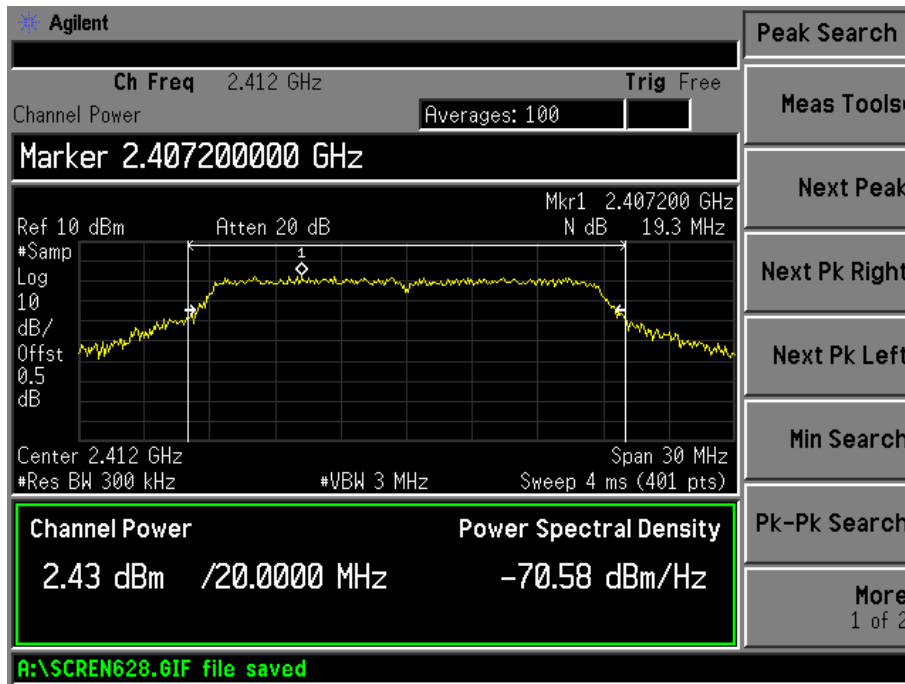 Agilent
Peak Search
Ch Freq 2.412 GHz Trig Free
Channel Power Averages: 100
Meas Tools
Marker 2.407200000 GHz
Next Peak
Mkr1 2.407200 GHz
Ref 10 dBm Atten 20 dB N dB 19.3 MHz
#Samp
Log
10
dB/
Offst
0.5
dB
1
Next Pk Right
Next Pk Left
Center 2.412 GHz Span 30 MHz
#Res BW 300 kHz #VBW 3 MHz Sweep 4 ms (401 pts)
Min Search
Channel Power Power Spectral Density
2.43 dBm /20.0000 MHz -70.58 dBm/Hz
Pk-Pk Search
More
1 of 2
A:\SCREN628.GIF file saved